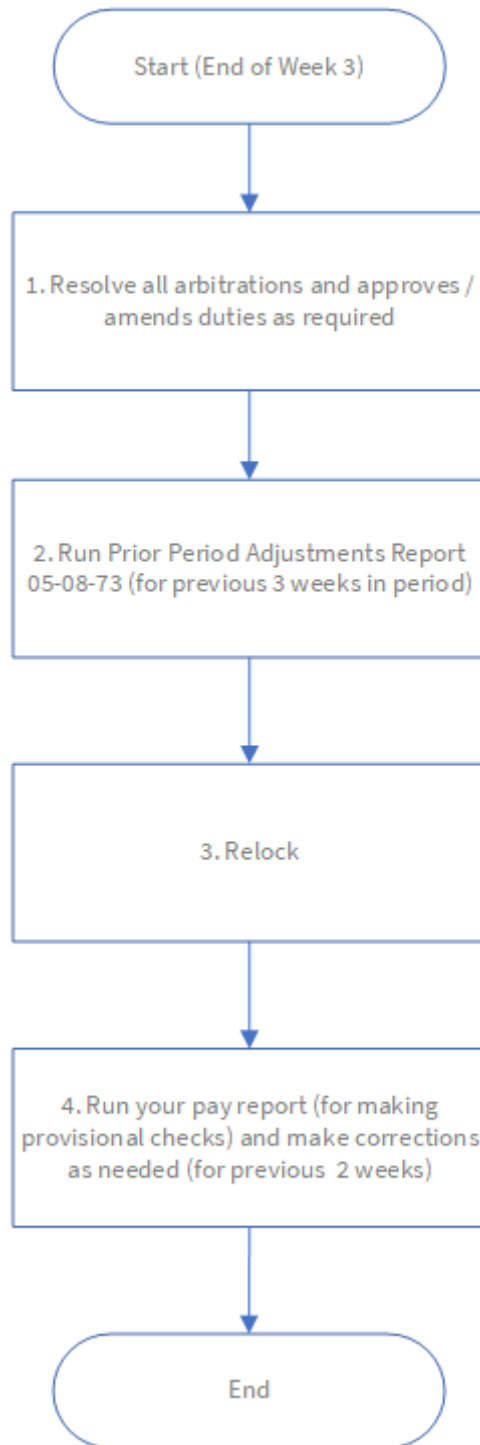 Start (End of Week 3)
1. Resolve all arbitrations and approves /
amends duties as required
2. Run Prior Period Adjustments Report
05-08-73 (for previous 3 weeks in period)
3. Relock
4. Run your pay report (for making
provisional checks) and make corrections
as needed (for previous 2 weeks)
End